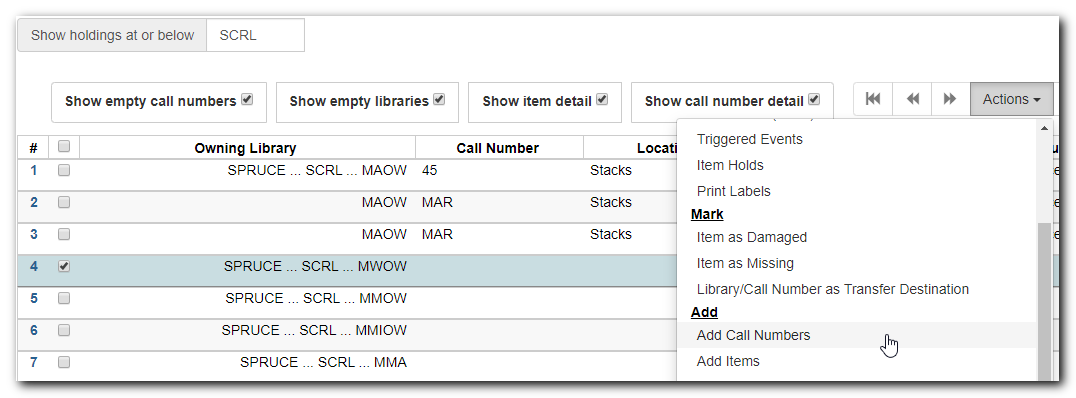 Show holdings at or below SCRL
Show empty call numbers Show empty libraries Show item detail Show call number detail Actions
# Owning Library Call Number
1 SPRUCE ... SCRL ... MAOW 45 Stacks
2 MAOW MAR Stacks
3 MAOW MAR Stacks
4 SPRUCE ... SCRL ... MWOW
5 SPRUCE ... SCRL ... MMOW
6 SPRUCE ... SCRL ... MMIOW
7 SPRUCE ... SCRL ... MMA
Triggered Events
Item Holds
Print Labels
Mark
Item as Damaged
Item as Missing
Library/Call Number as Transfer Destination
Add
Add Call Numbers
Add Items